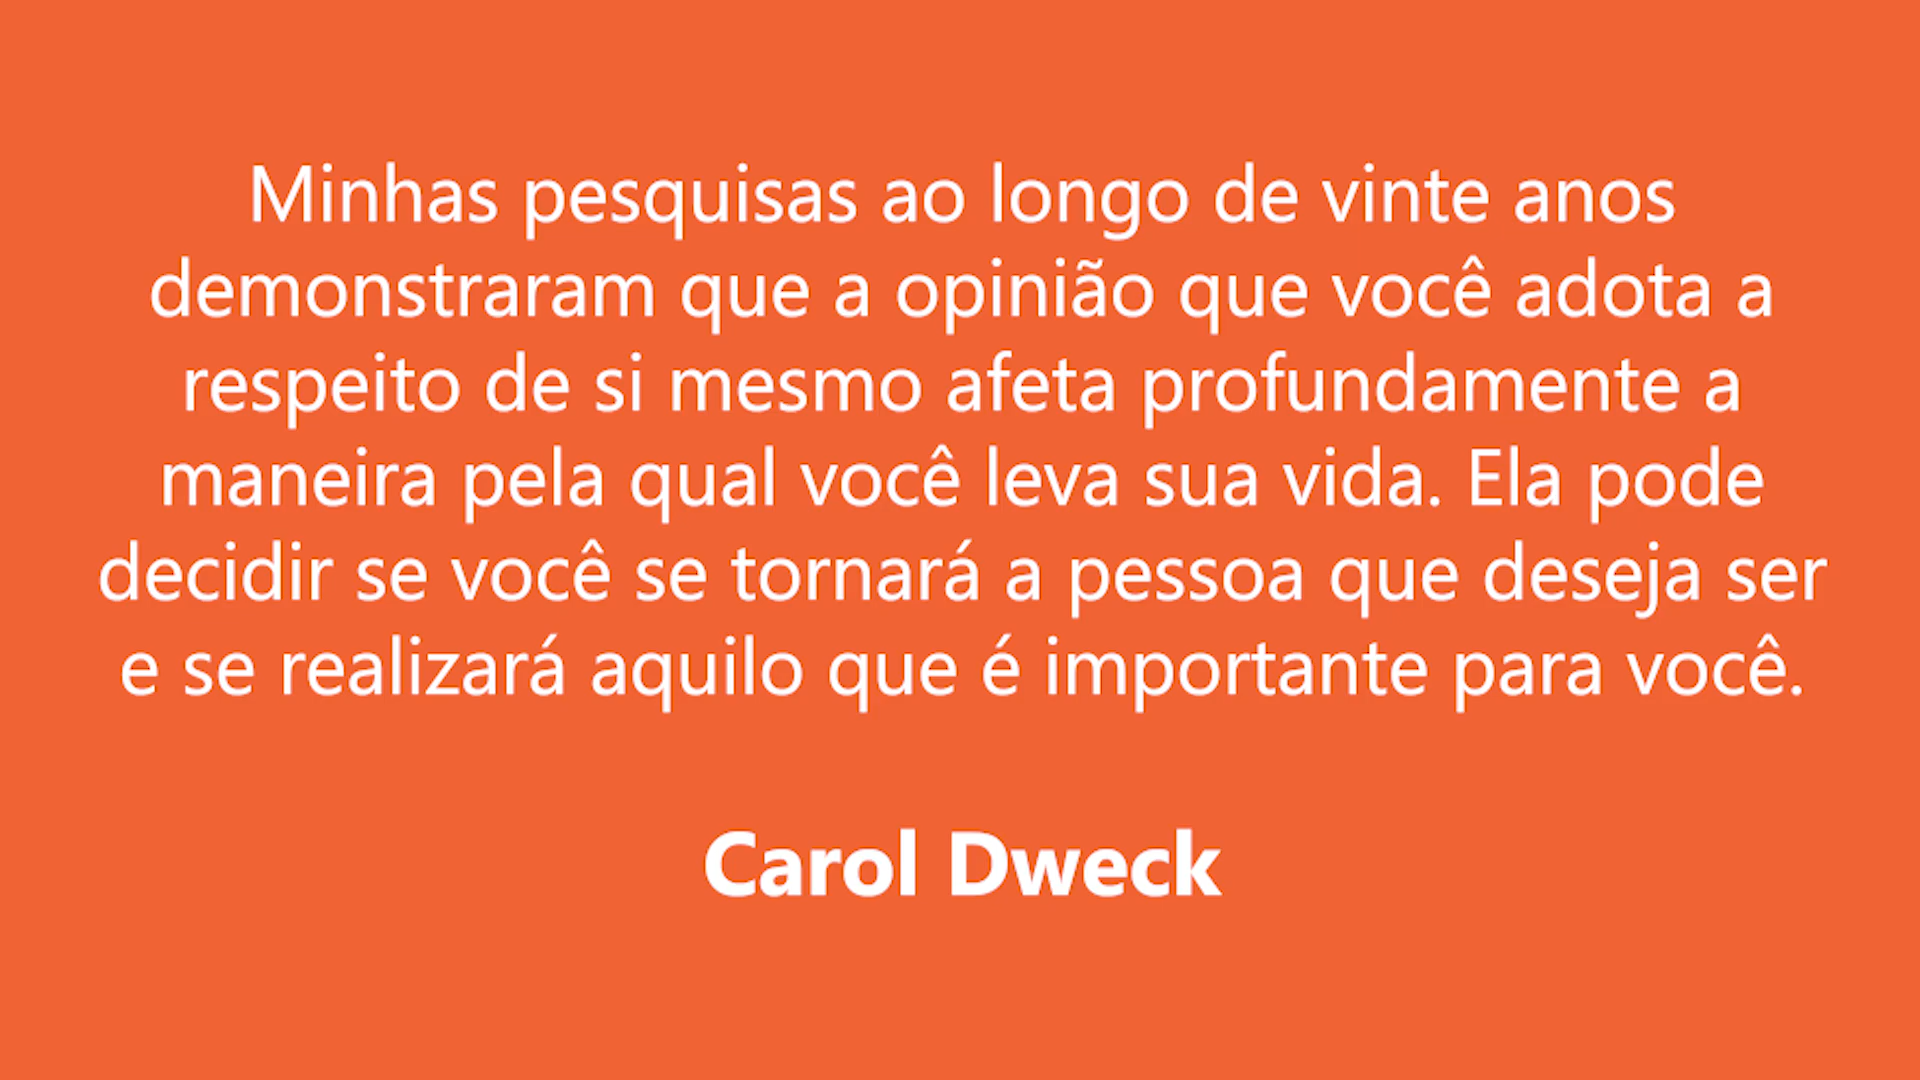 Minhas pesquisas ao longo de vinte anos
demonstraram que a opinião que você adota a
respeito de si mesmo afeta profundamente a
maneira pela qual você leva sua vida. Ela pode
decidir se você se tornará a pessoa que deseja ser
e se realizará aquilo que é importante para você.
Carol Dweck